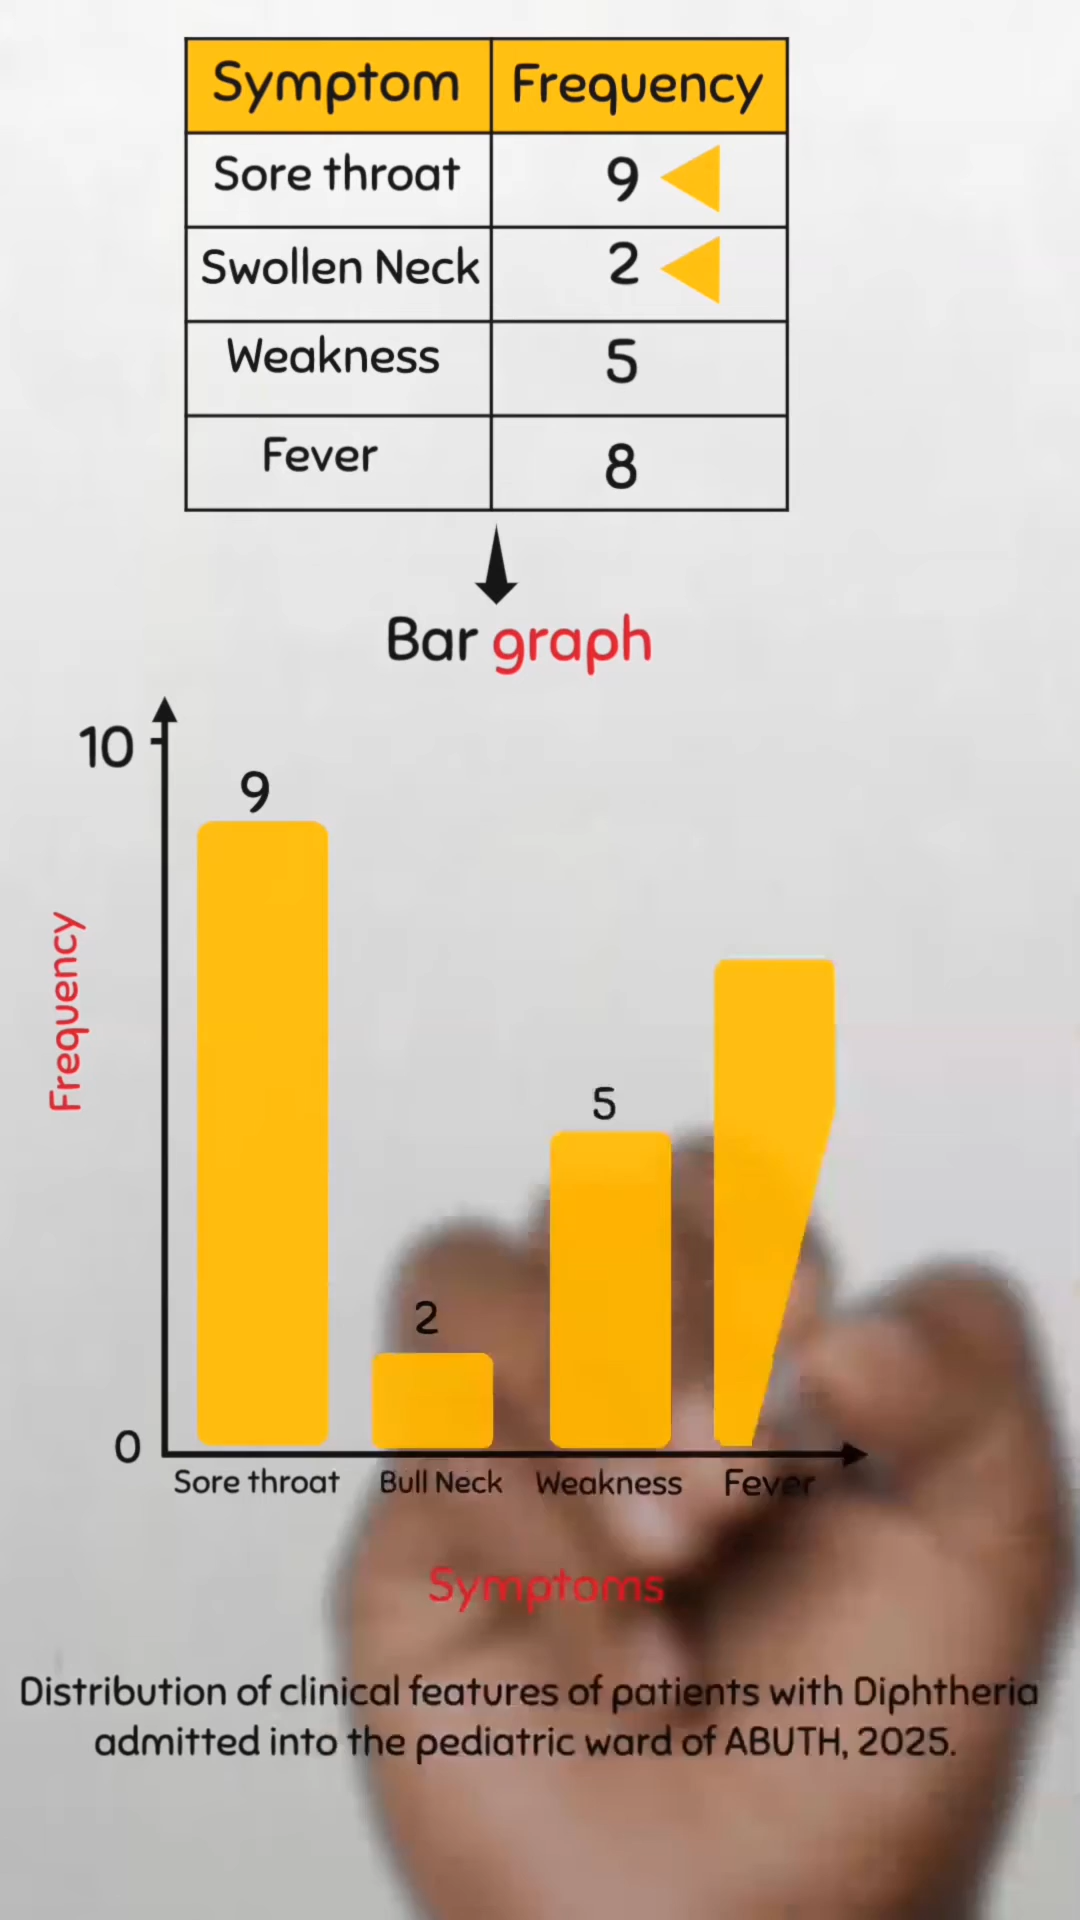 Symptom Frequency
Sore throat 9
Swollen Neck 2
Weakness 5
Fever 8
Bar graph
10
9
Frequency
5
2
0
Sore throat Bull Neck Weakness Fever
Symptoms
Distribution of clinical features of patients with Diphtheria
admitted into the pediatric ward of ABUTH, 2025.